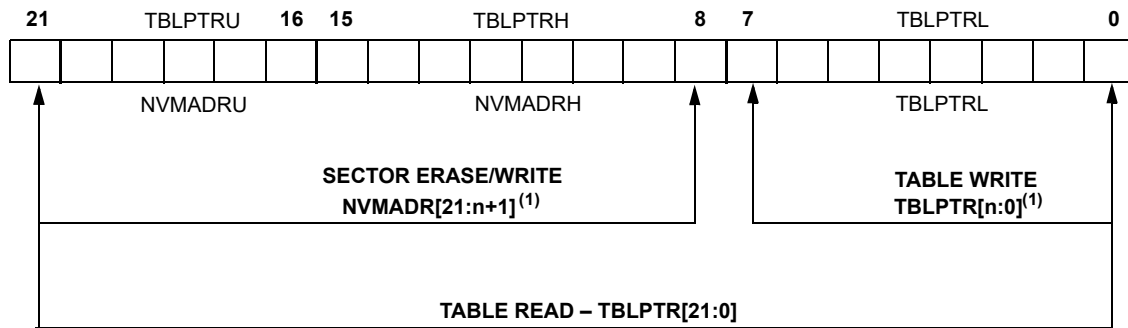 21 TBLPTRU 16 15 TBLPTRH 8 7 TBLPTRL 0
NVMADRU NVMADRH TBLPTRL
SECTOR ERASE/WRITE
NVMADR[21:n+1](1)
TABLE WRITE
TBLPTR[n:0](1)
TABLE READ – TBLPTR[21:0]